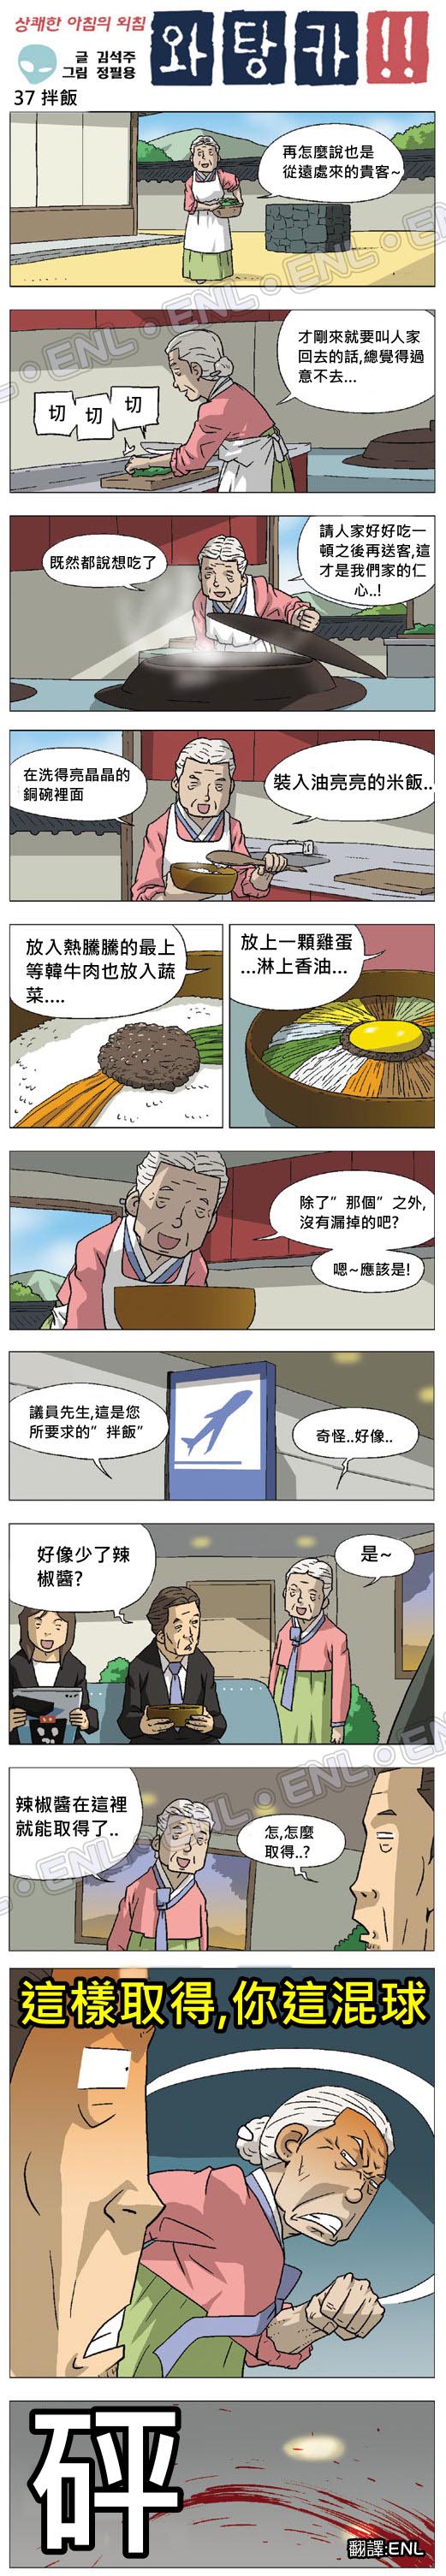 상쾌한 아침의 외침
글 김석주
그림 정필용
와탕카!!
37 拌飯
再怎麼說也是
從遠處來的貴客~
ENL • ENL • EN
才剛來就要叫人家
回去的話,總覺得過
意不去...
切 切 切
既然都說想吃了
請人家好好吃一
頓之後再送客,這
才是我們家的仁
心..!
在洗得亮晶晶的
銅碗裡面
裝入油亮亮的米飯..
放入熱騰騰的最上
等韓牛肉也放入蔬
菜....
放上一顆雞蛋
...淋上香油...
除了”那個”之外,
沒有漏掉的吧?
嗯~應該是!
議員先生,這是您
所要求的”拌飯”
奇怪..好像..
好像少了辣
椒醬?
是~
ENL • ENL • ENL
辣椒醬在這裡
就能取得了..
怎,怎麼
取得..?
這樣取得,你這混球
砰
翻譯:ENL